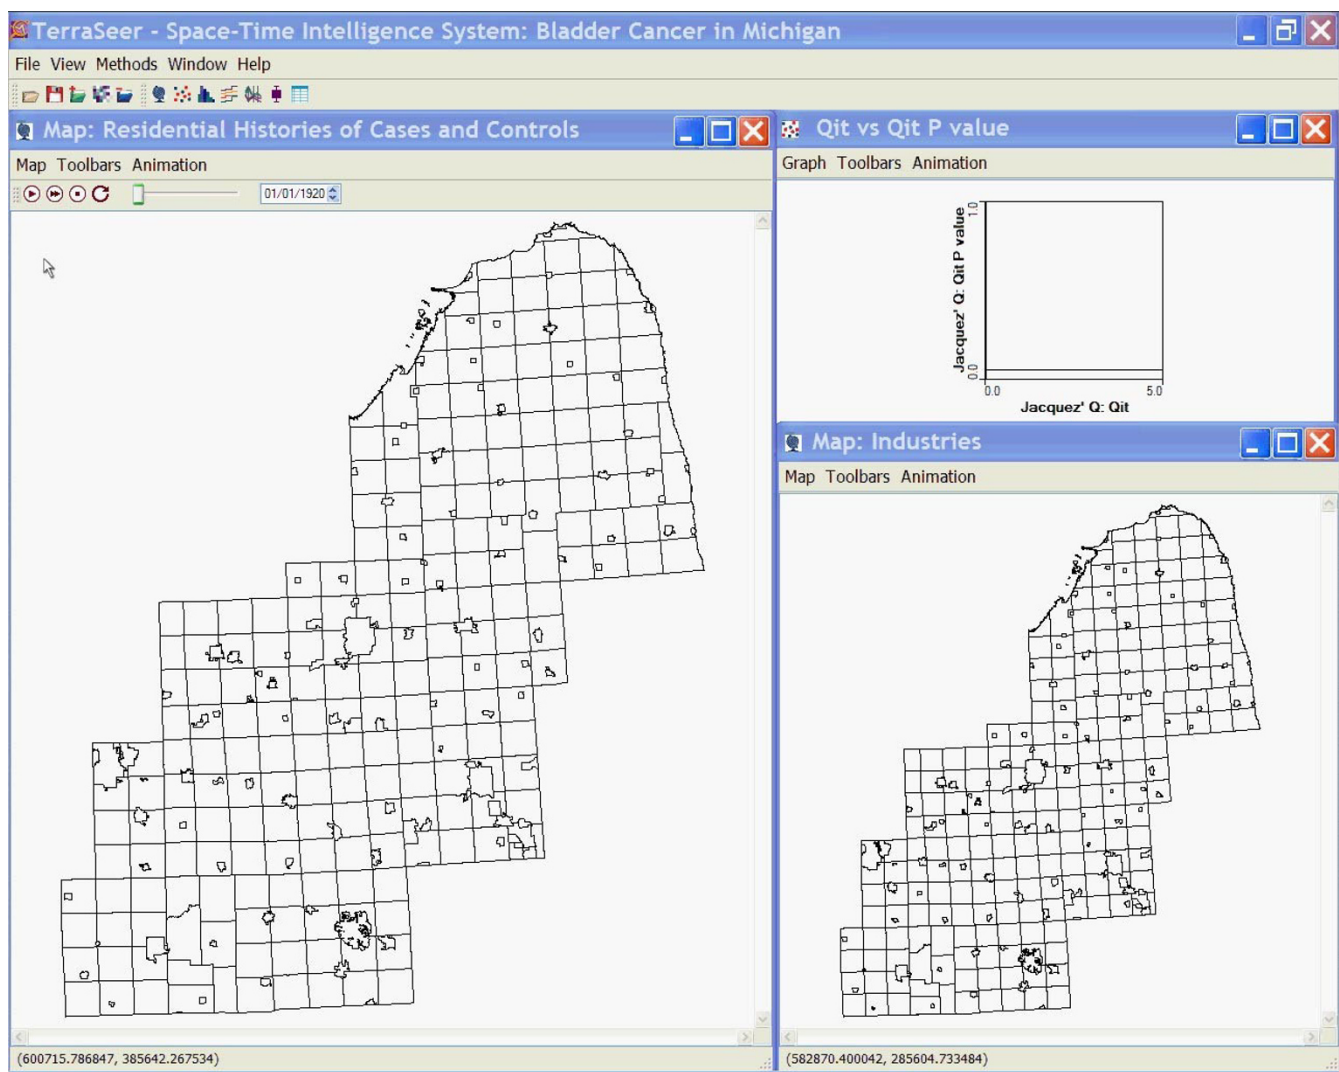 TerraSeer - Space-Time Intelligence System: Bladder Cancer in Michigan
File View Methods Window Help
Map: Residential Histories of Cases and Controls
Map Toolbars Animation
01/01/1920
(600715.786847, 385642.267534)
Qit vs Qit P value
Graph Toolbars Animation
Jacquez' Q: Qit P value
1.0
0.0
0.0 5.0
Jacquez' Q: Qit
Map: Industries
Map Toolbars Animation
(582870.400042, 285604.733484)